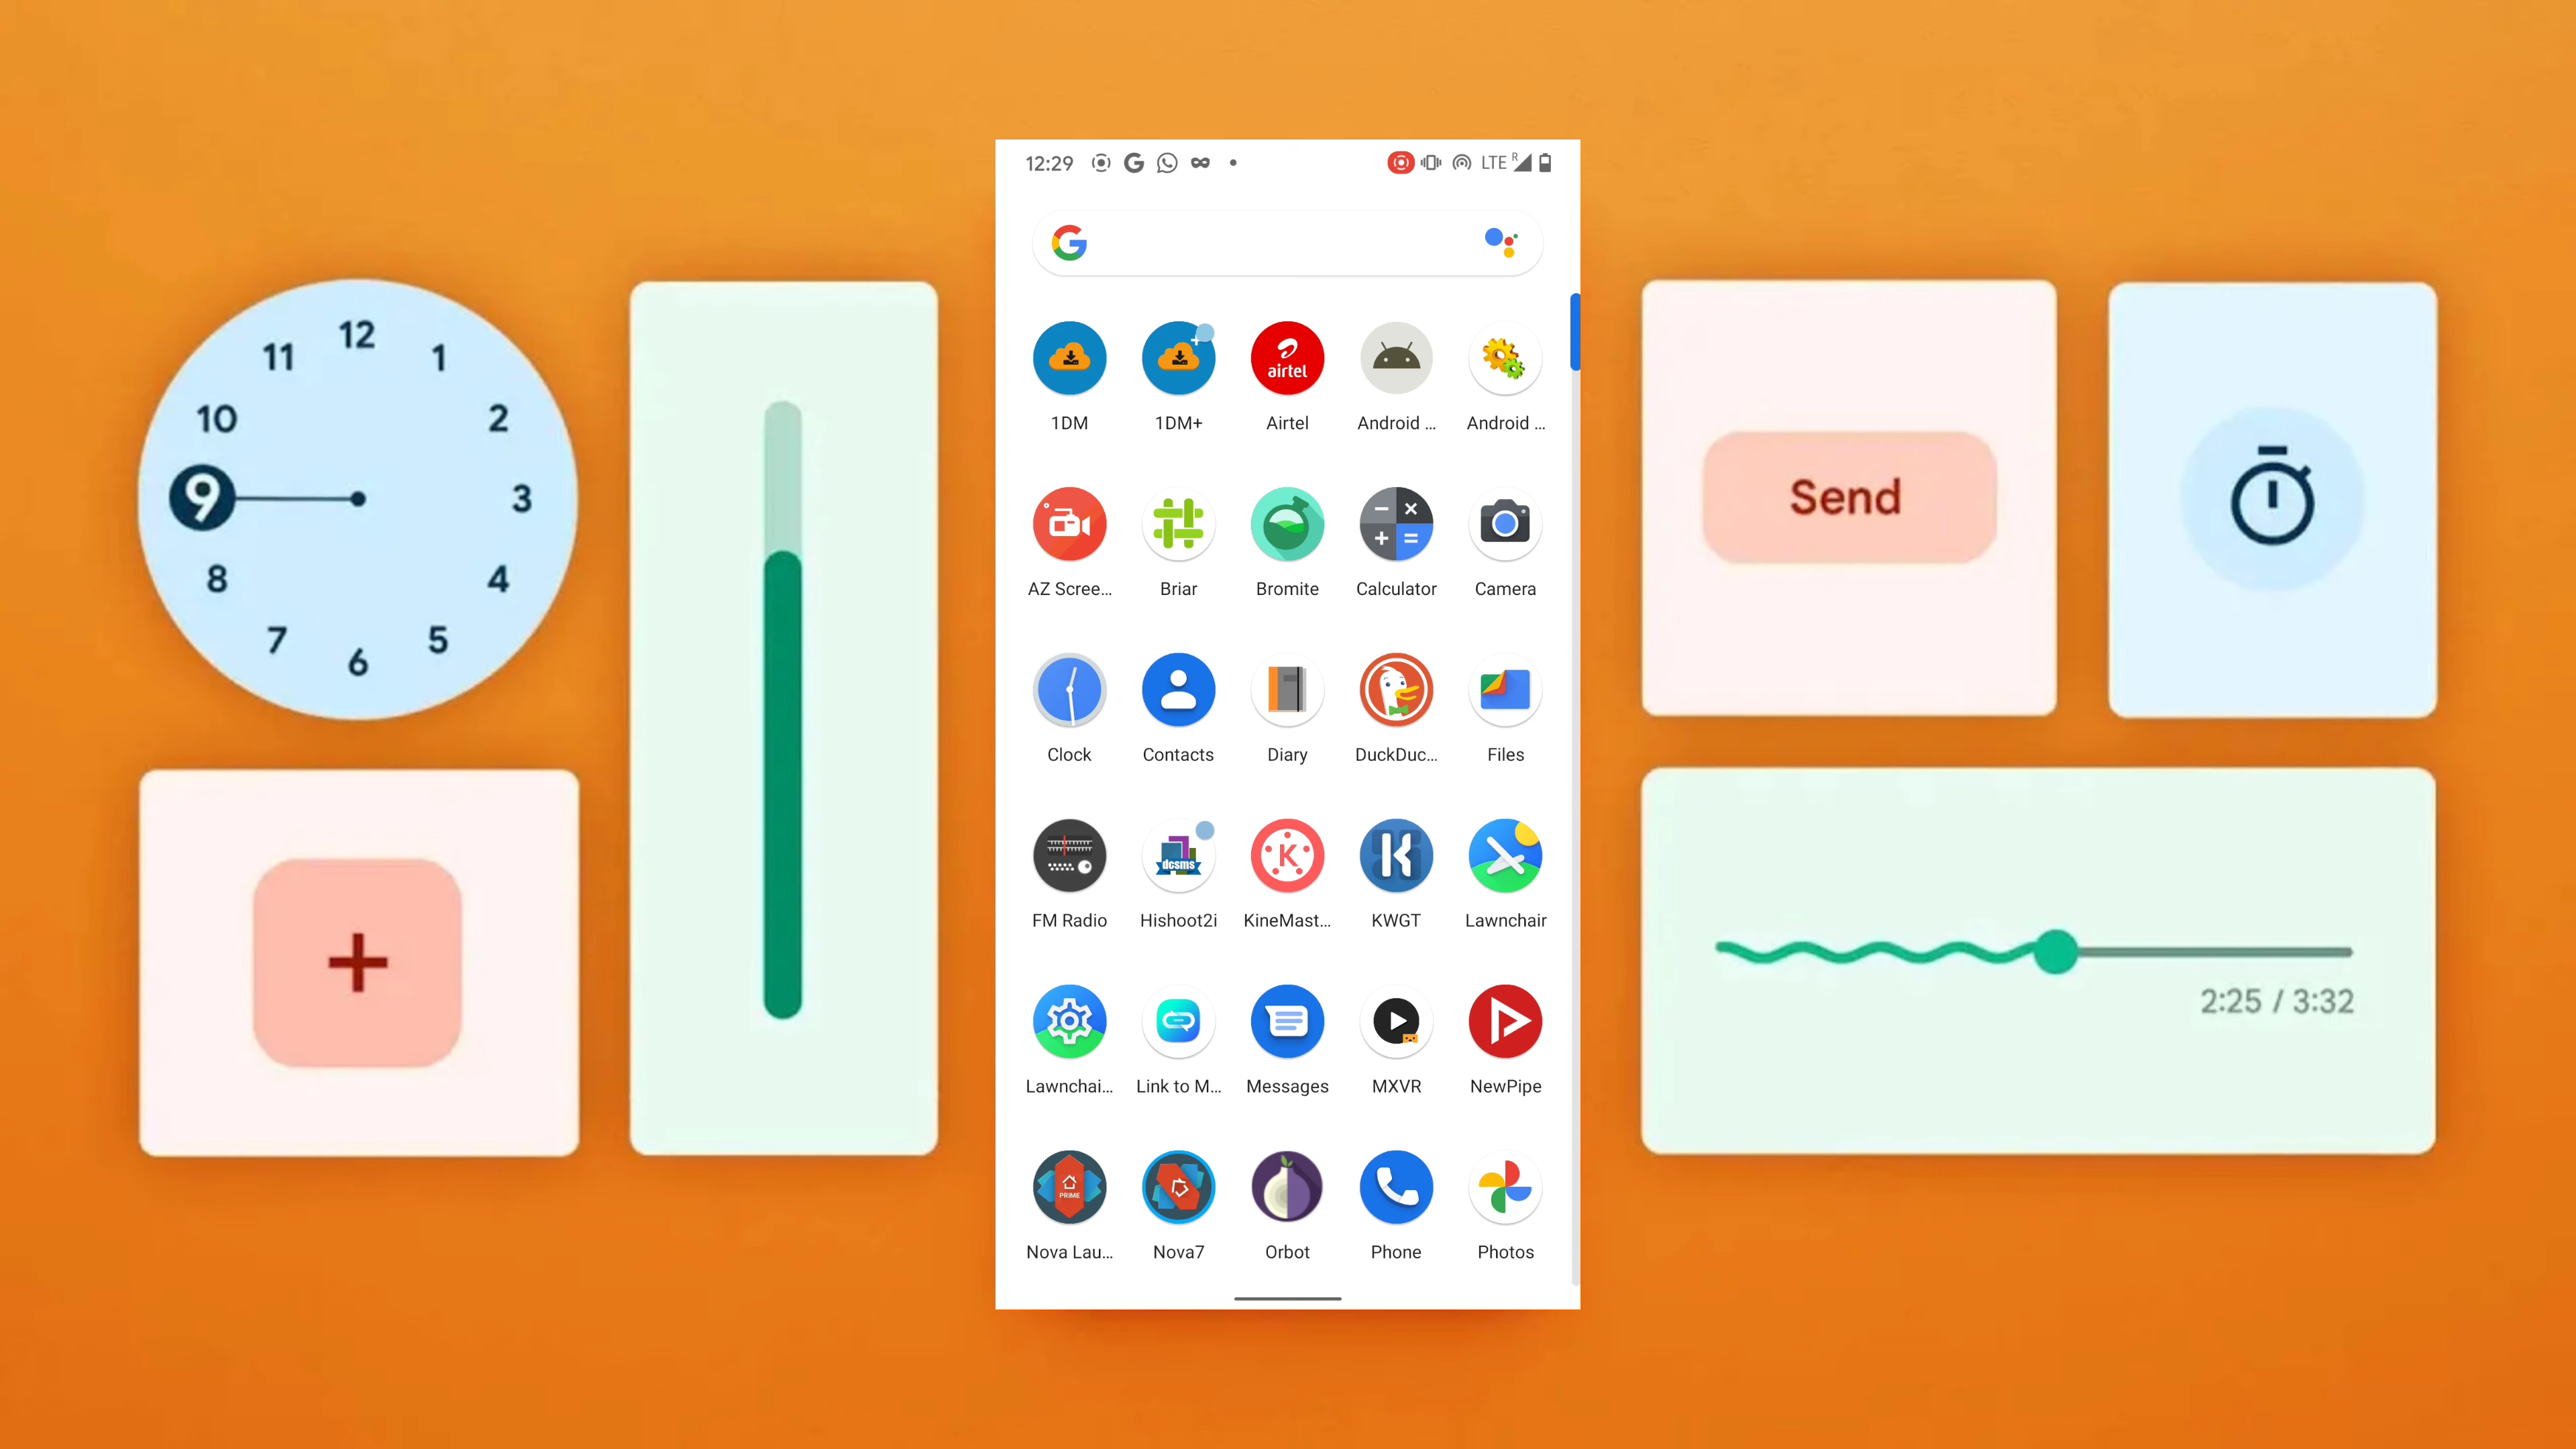 12
11 1
10 2
9 3
8 4
7 5
6
+
12:29 LTE R
airtel
1DM 1DM+ Airtel Android ... Android ...
AZ Scree... Briar Bromite Calculator Camera
Clock Contacts Diary DuckDuc... Files
dcsms K
FM Radio Hishoot2i KineMast... KWGT Lawnchair
Lawnchai... Link to M... Messages MXVR NewPipe
PRIME
Nova Lau... Nova7 Orbot Phone Photos
Send
2:25 / 3:32